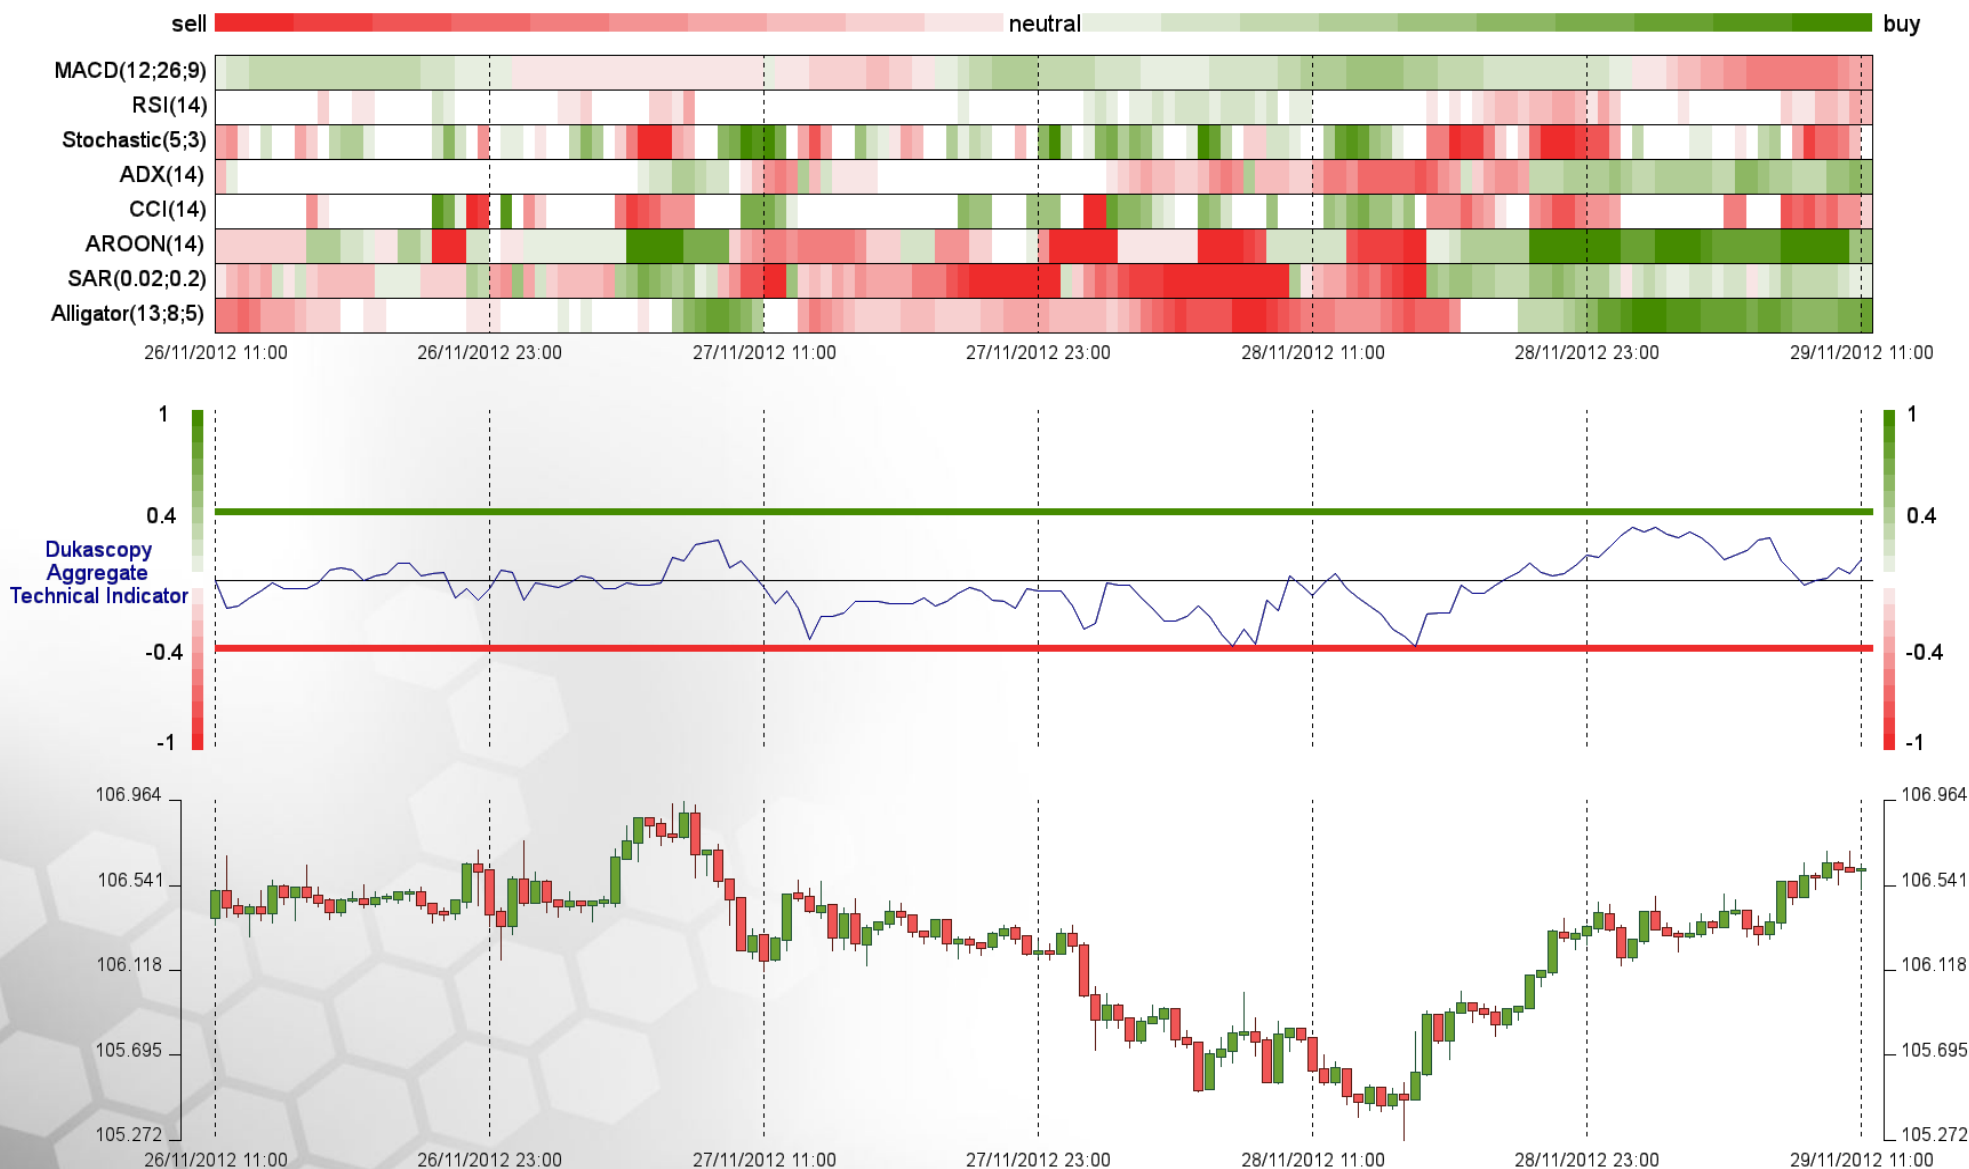 sell neutral buy
MACD(12;26;9)
RSI(14)
Stochastic(5;3)
ADX(14)
CCI(14)
AROON(14)
SAR(0.02;0.2)
Alligator(13;8;5)
26/11/2012 11:00 26/11/2012 23:00 27/11/2012 11:00 27/11/2012 23:00 28/11/2012 11:00 28/11/2012 23:00 29/11/2012 11:00
1 1
0.4 0.4
Dukascopy
Aggregate
Technical Indicator
-0.4 -0.4
-1 -1
106.964 106.964
106.541 106.541
106.118 106.118
105.695 105.695
105.272 105.272
26/11/2012 11:00 26/11/2012 23:00 27/11/2012 11:00 27/11/2012 23:00 28/11/2012 11:00 28/11/2012 23:00 29/11/2012 11:00